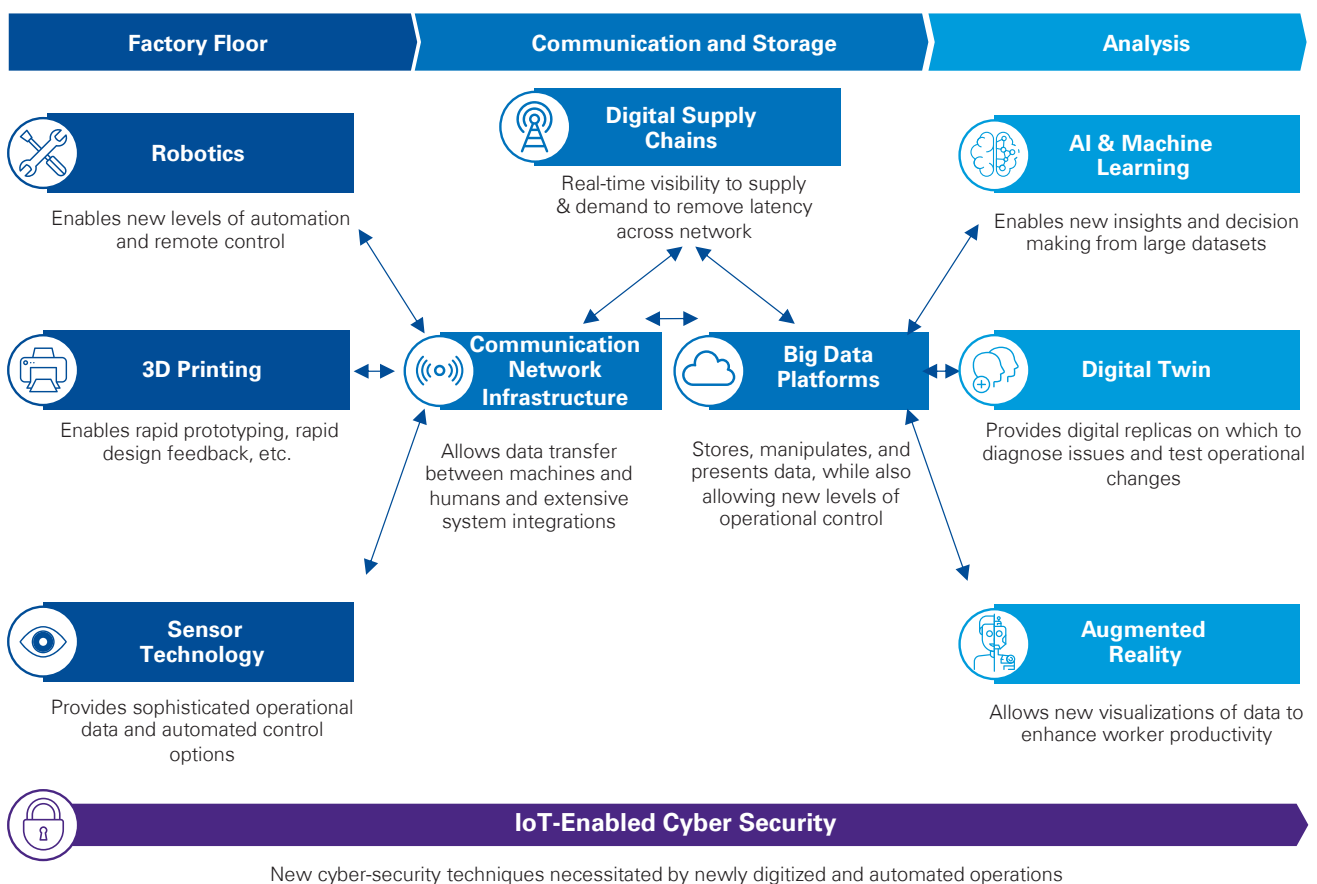 Factory Floor
Communication and Storage
Analysis
Robotics
Enables new levels of automation
and remote control
3D Printing
Enables rapid prototyping, rapid
design feedback, etc.
Sensor
Technology
Provides sophisticated operational
data and automated control
options
Digital Supply
Chains
Real-time visibility to supply
& demand to remove latency
across network
Communication
Network
Infrastructure
Allows data transfer
between machines and
humans and extensive
system integrations
Big Data
Platforms
Stores, manipulates, and
presents data, while also
allowing new levels of
operational control
AI & Machine
Learning
Enables new insights and decision
making from large datasets
Digital Twin
Provides digital replicas on which to
diagnose issues and test operational
changes
Augmented
Reality
Allows new visualizations of data to
enhance worker productivity
IoT-Enabled Cyber Security
New cyber-security techniques necessitated by newly digitized and automated operations